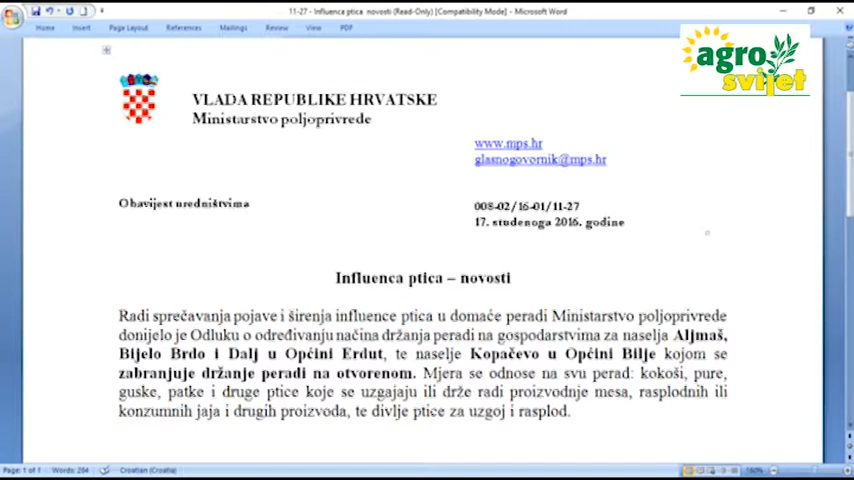 11-27 - Influenca ptica novosti (Read-Only) [Compatibility Mode] - Microsoft Word
Home Insert Page Layout References Mailings Review View PDF
agro
svijet
VLADA REPUBLIKE HRVATSKE
Ministarstvo poljoprivrede
www.mps.hr
glasnogovornik@mps.hr
Obavijest uredništvima
008-02/16-01/11-27
17. studenoga 2016. godine
Influenca ptica – novosti
Radi sprečavanja pojave i širenja influence ptica u domaće peradi Ministarstvo poljoprivrede
donijelo je Odluku o određivanju načina držanja peradi na gospodarstvima za naselja Aljmaš,
Bijelo Brdo i Dalj u Općini Erdut, te naselje Kopačevo u Općini Bilje kojom se
zabranjuje držanje peradi na otvorenom. Mjera se odnose na svu perad: kokoši, pure,
guske, patke i druge ptice koje se uzgajaju ili drže radi proizvodnje mesa, rasplodnih ili
konzumnih jaja i drugih proizvoda, te divlje ptice za uzgoj i rasplod.
Page: 1 of 1 Words: 284 Croatian (Croatia) 160%